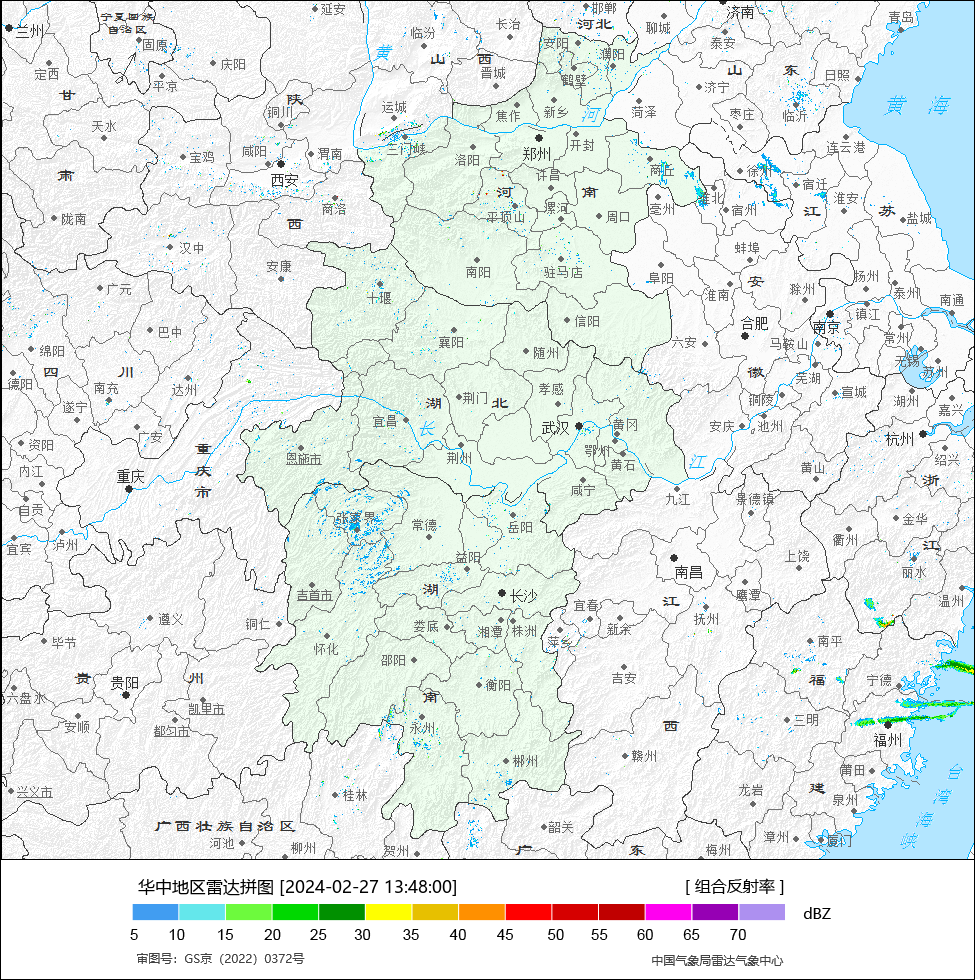 延安
宁夏回族
自治区
邯郸
济南
兰州
聊城
河北
青岛
固原
临汾
长治
安阳
濮阳
泰安
黄
庆阳
山
西
定西
晋城
鹤壁
山
东
日照
平凉
甘
陕
济宁
铜川
运城
焦作
新乡
河
菏泽
枣庄
临沂
黄 海
天水
咸阳
渭南
三门峡
洛阳
郑州
开封
连云港
宝鸡
西安
许昌
商丘
徐州
宿迁
肃
河
南
淮北
淮安
商洛
漯河
亳州
宿州
江
苏
陇南
西
平顶山
周口
盐城
汉中
蚌埠
安康
南阳
驻马店
阜阳
安
扬州
广元
十堰
淮南
滁州
泰州
南通
镇江
巴中
信阳
合肥
南京
绵阳
襄阳
六安
马鞍山
常州
随州
无锡
四
川
徽
芜湖
苏州
德阳
南充
达州
荆门
孝感
宣城
遂宁
湖
北
铜陵
湖州
嘉兴
广安
宜昌
长
武汉
黄冈
安庆
池州
杭州
资阳
重
庆
市
恩施市
荆州
鄂州
黄石
江
绍兴
内江
重庆
黄山
浙
自贡
咸宁
九江
景德镇
张家界
常德
岳阳
金华
宜宾
泸州
衢州
江
益阳
南昌
上饶
丽水
吉首市
湖
长沙
鹰潭
温州
江
宜春
遵义
铜仁
娄底
湘潭
株洲
新余
抚州
毕节
怀化
萍乡
南平
邵阳
贵
贵阳
州
衡阳
吉安
福
宁德
六盘水
南
凯里市
安顺
都匀市
永州
西
三明
福州
郴州
赣州
莆田
台
兴义市
桂林
龙岩
建
泉州
湾
广西壮族自治区
韶关
漳州
厦门
海
峡
河池
柳州
贺州
广
东
梅州
华中地区雷达拼图 [2024-02-27 13:48:00]
[ 组合反射率 ]
dBZ
5 10 15 20 25 30 35 40 45 50 55 60 65 70
审图号：GS京（2022）0372号
中国气象局雷达气象中心